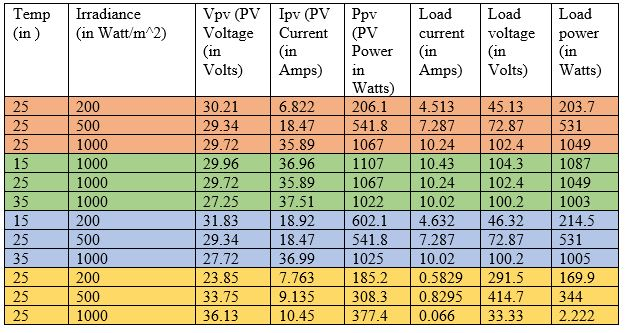 Temp (in ) | Irradiance (in Watt/m^2) | Vpv (PV Voltage (in Volts) | Ipv (PV Current (in Amps) | Ppv (PV Power in Watts) | Load current (in Amps) | Load voltage (in Volts) | Load power (in Watts)
25 | 200 | 30.21 | 6.822 | 206.1 | 4.513 | 45.13 | 203.7
25 | 500 | 29.34 | 18.47 | 541.8 | 7.287 | 72.87 | 531
25 | 1000 | 29.72 | 35.89 | 1067 | 10.24 | 102.4 | 1049
15 | 1000 | 29.96 | 36.96 | 1107 | 10.43 | 104.3 | 1087
25 | 1000 | 29.72 | 35.89 | 1067 | 10.24 | 102.4 | 1049
35 | 1000 | 27.25 | 37.51 | 1022 | 10.02 | 100.2 | 1003
15 | 200 | 31.83 | 18.92 | 602.1 | 4.632 | 46.32 | 214.5
25 | 500 | 29.34 | 18.47 | 541.8 | 7.287 | 72.87 | 531
35 | 1000 | 27.72 | 36.99 | 1025 | 10.02 | 100.2 | 1005
25 | 200 | 23.85 | 7.763 | 185.2 | 0.5829 | 291.5 | 169.9
25 | 500 | 33.75 | 9.135 | 308.3 | 0.8295 | 414.7 | 344
25 | 1000 | 36.13 | 10.45 | 377.4 | 0.066 | 33.33 | 2.222